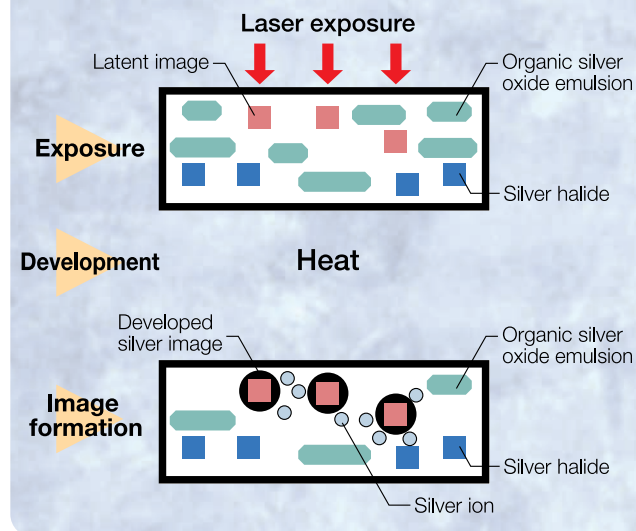 Laser exposure
Latent image
Organic silver
oxide emulsion
Exposure
Silver halide
Development
Heat
Developed
silver image
Organic silver
oxide emulsion
Image
formation
Silver halide
Silver ion